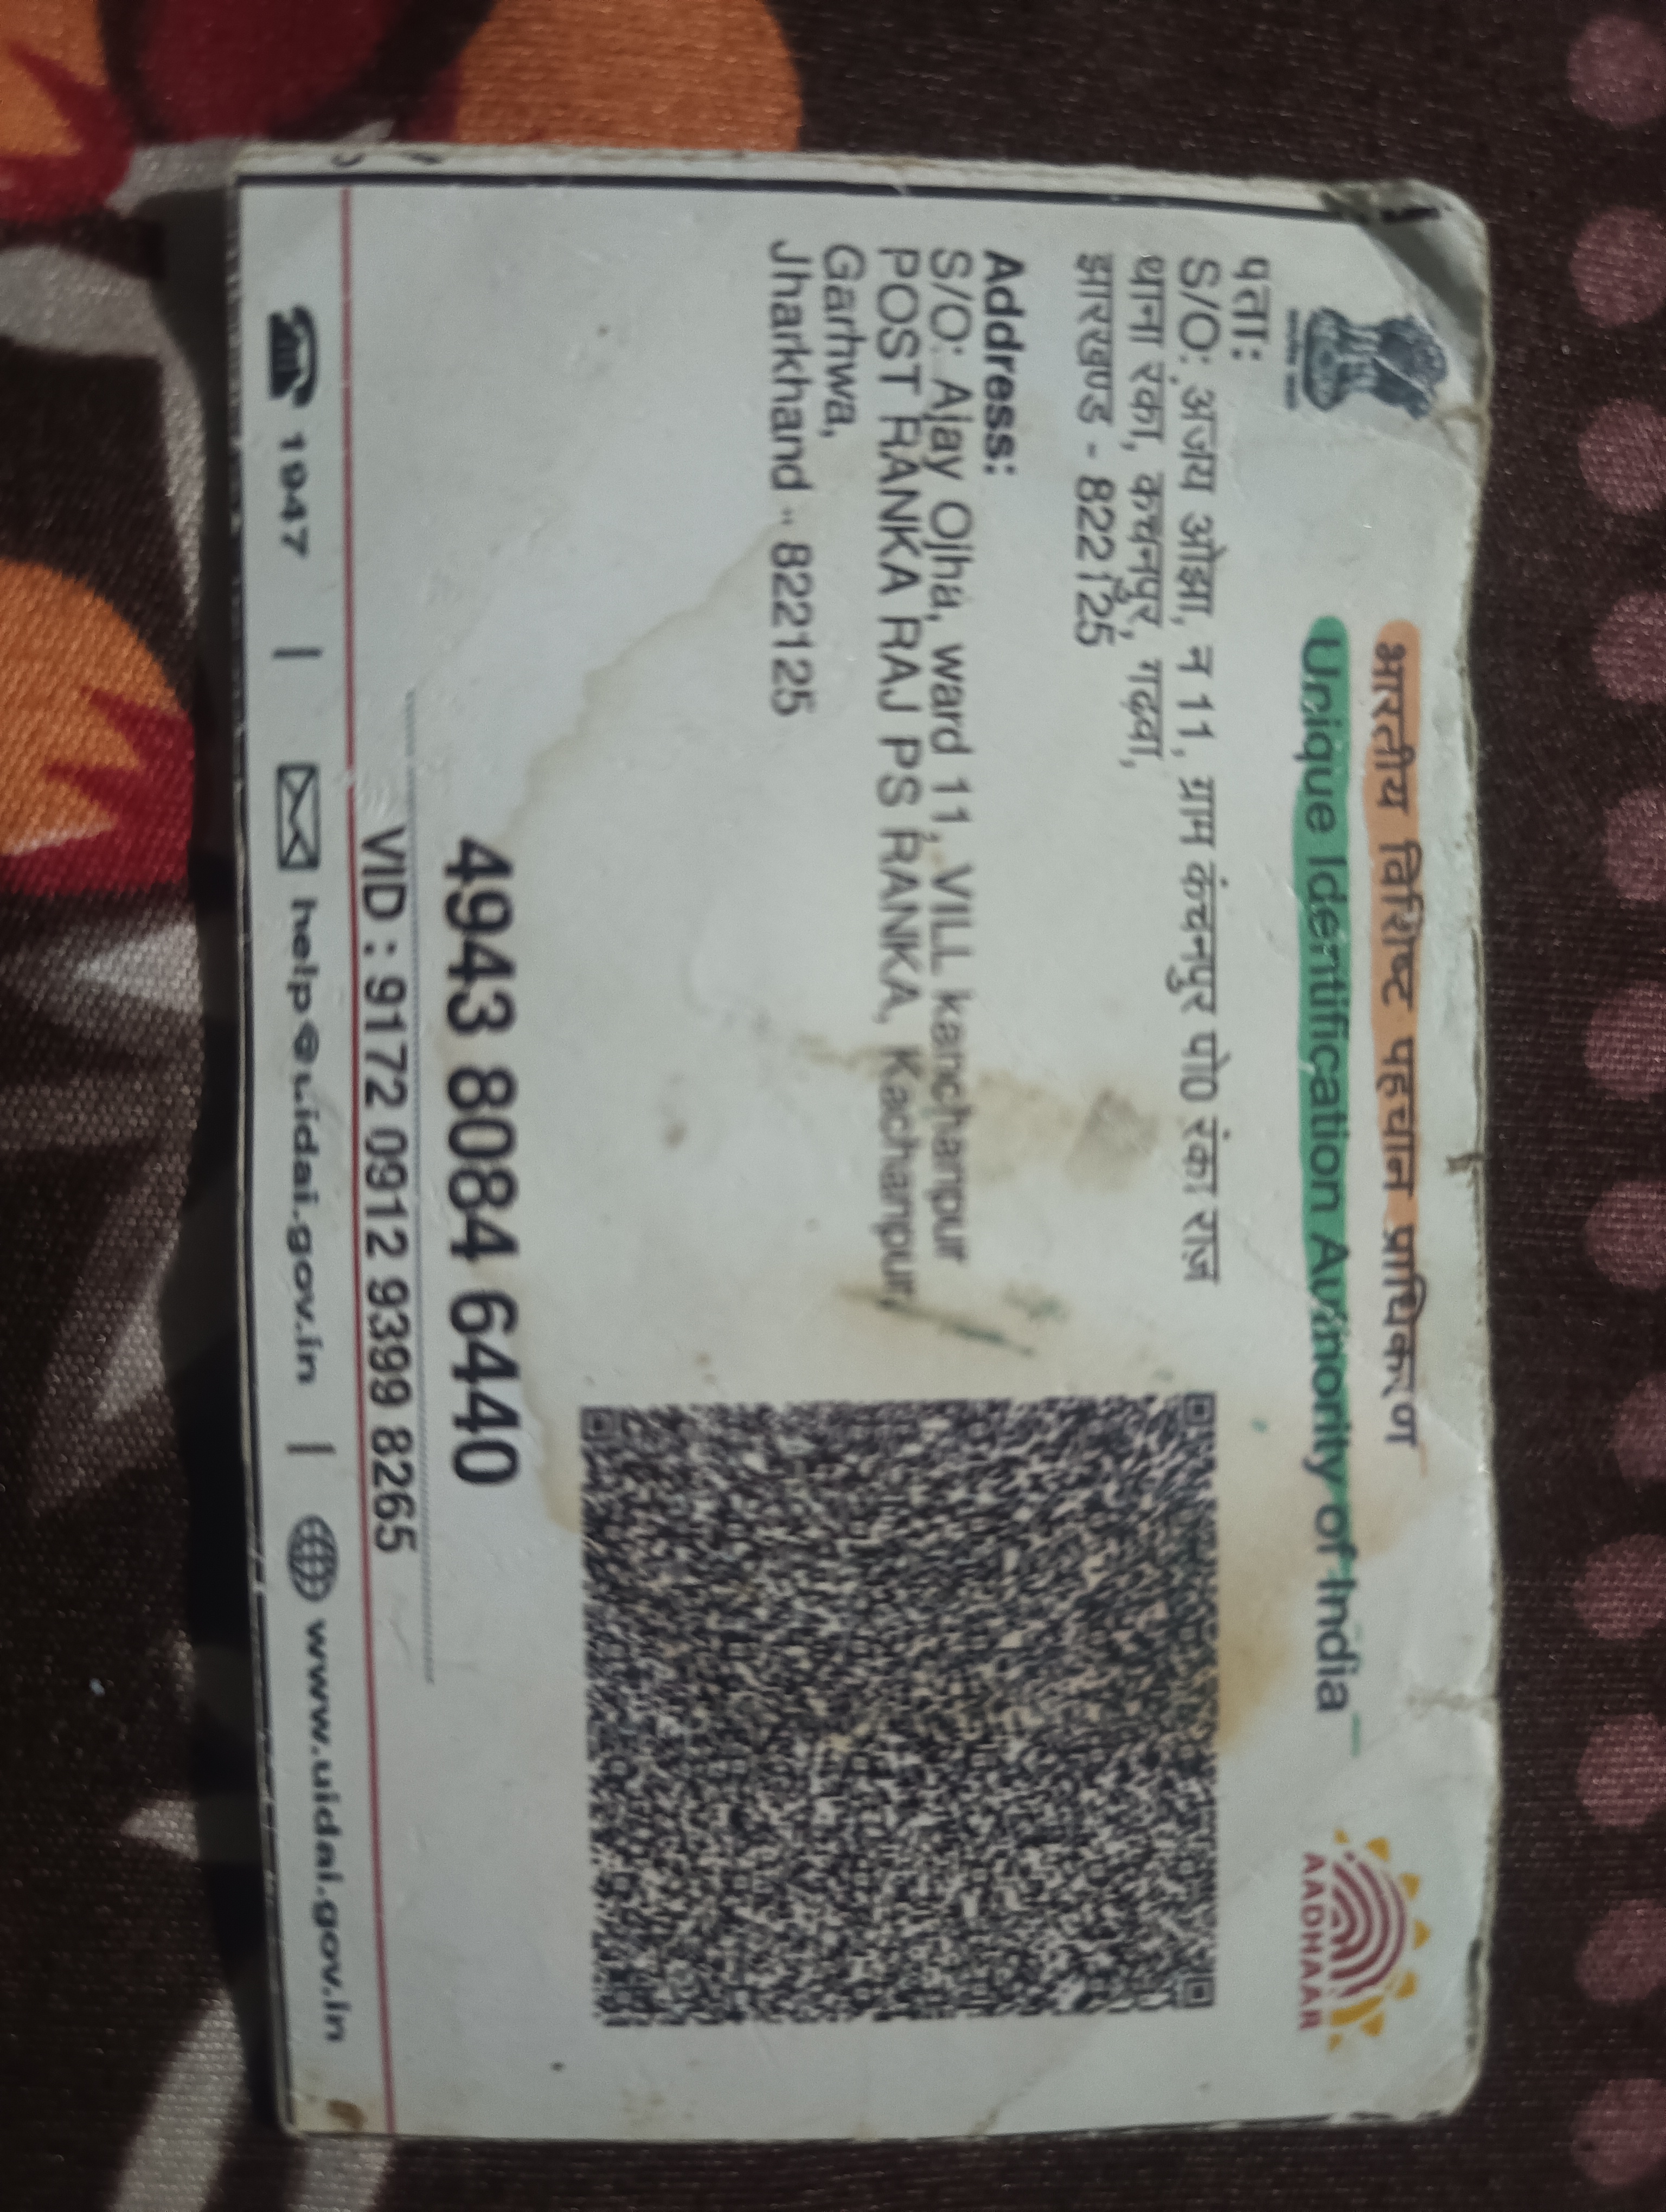 भारतीय विशिष्ट पहचान प्राधिकरण
Unique Identification Authority of India
AADHAAR
पता:
S/O: अजय ओझा, न 11, ग्राम कंचनपुर पो0 रंका राज
थाना रंका, कचनपुर, गढ़वा,
झारखण्ड - 822125
Address:
S/O: Ajay Ojha, ward 11, VILL kanchanpur
POST RANKA RAJ PS RANKA, Kachanpur,
Garhwa,
Jharkhand - 822125
4943 8084 6440
VID : 9172 0912 9399 8265
1947 | help@uidai.gov.in | www.uidai.gov.in